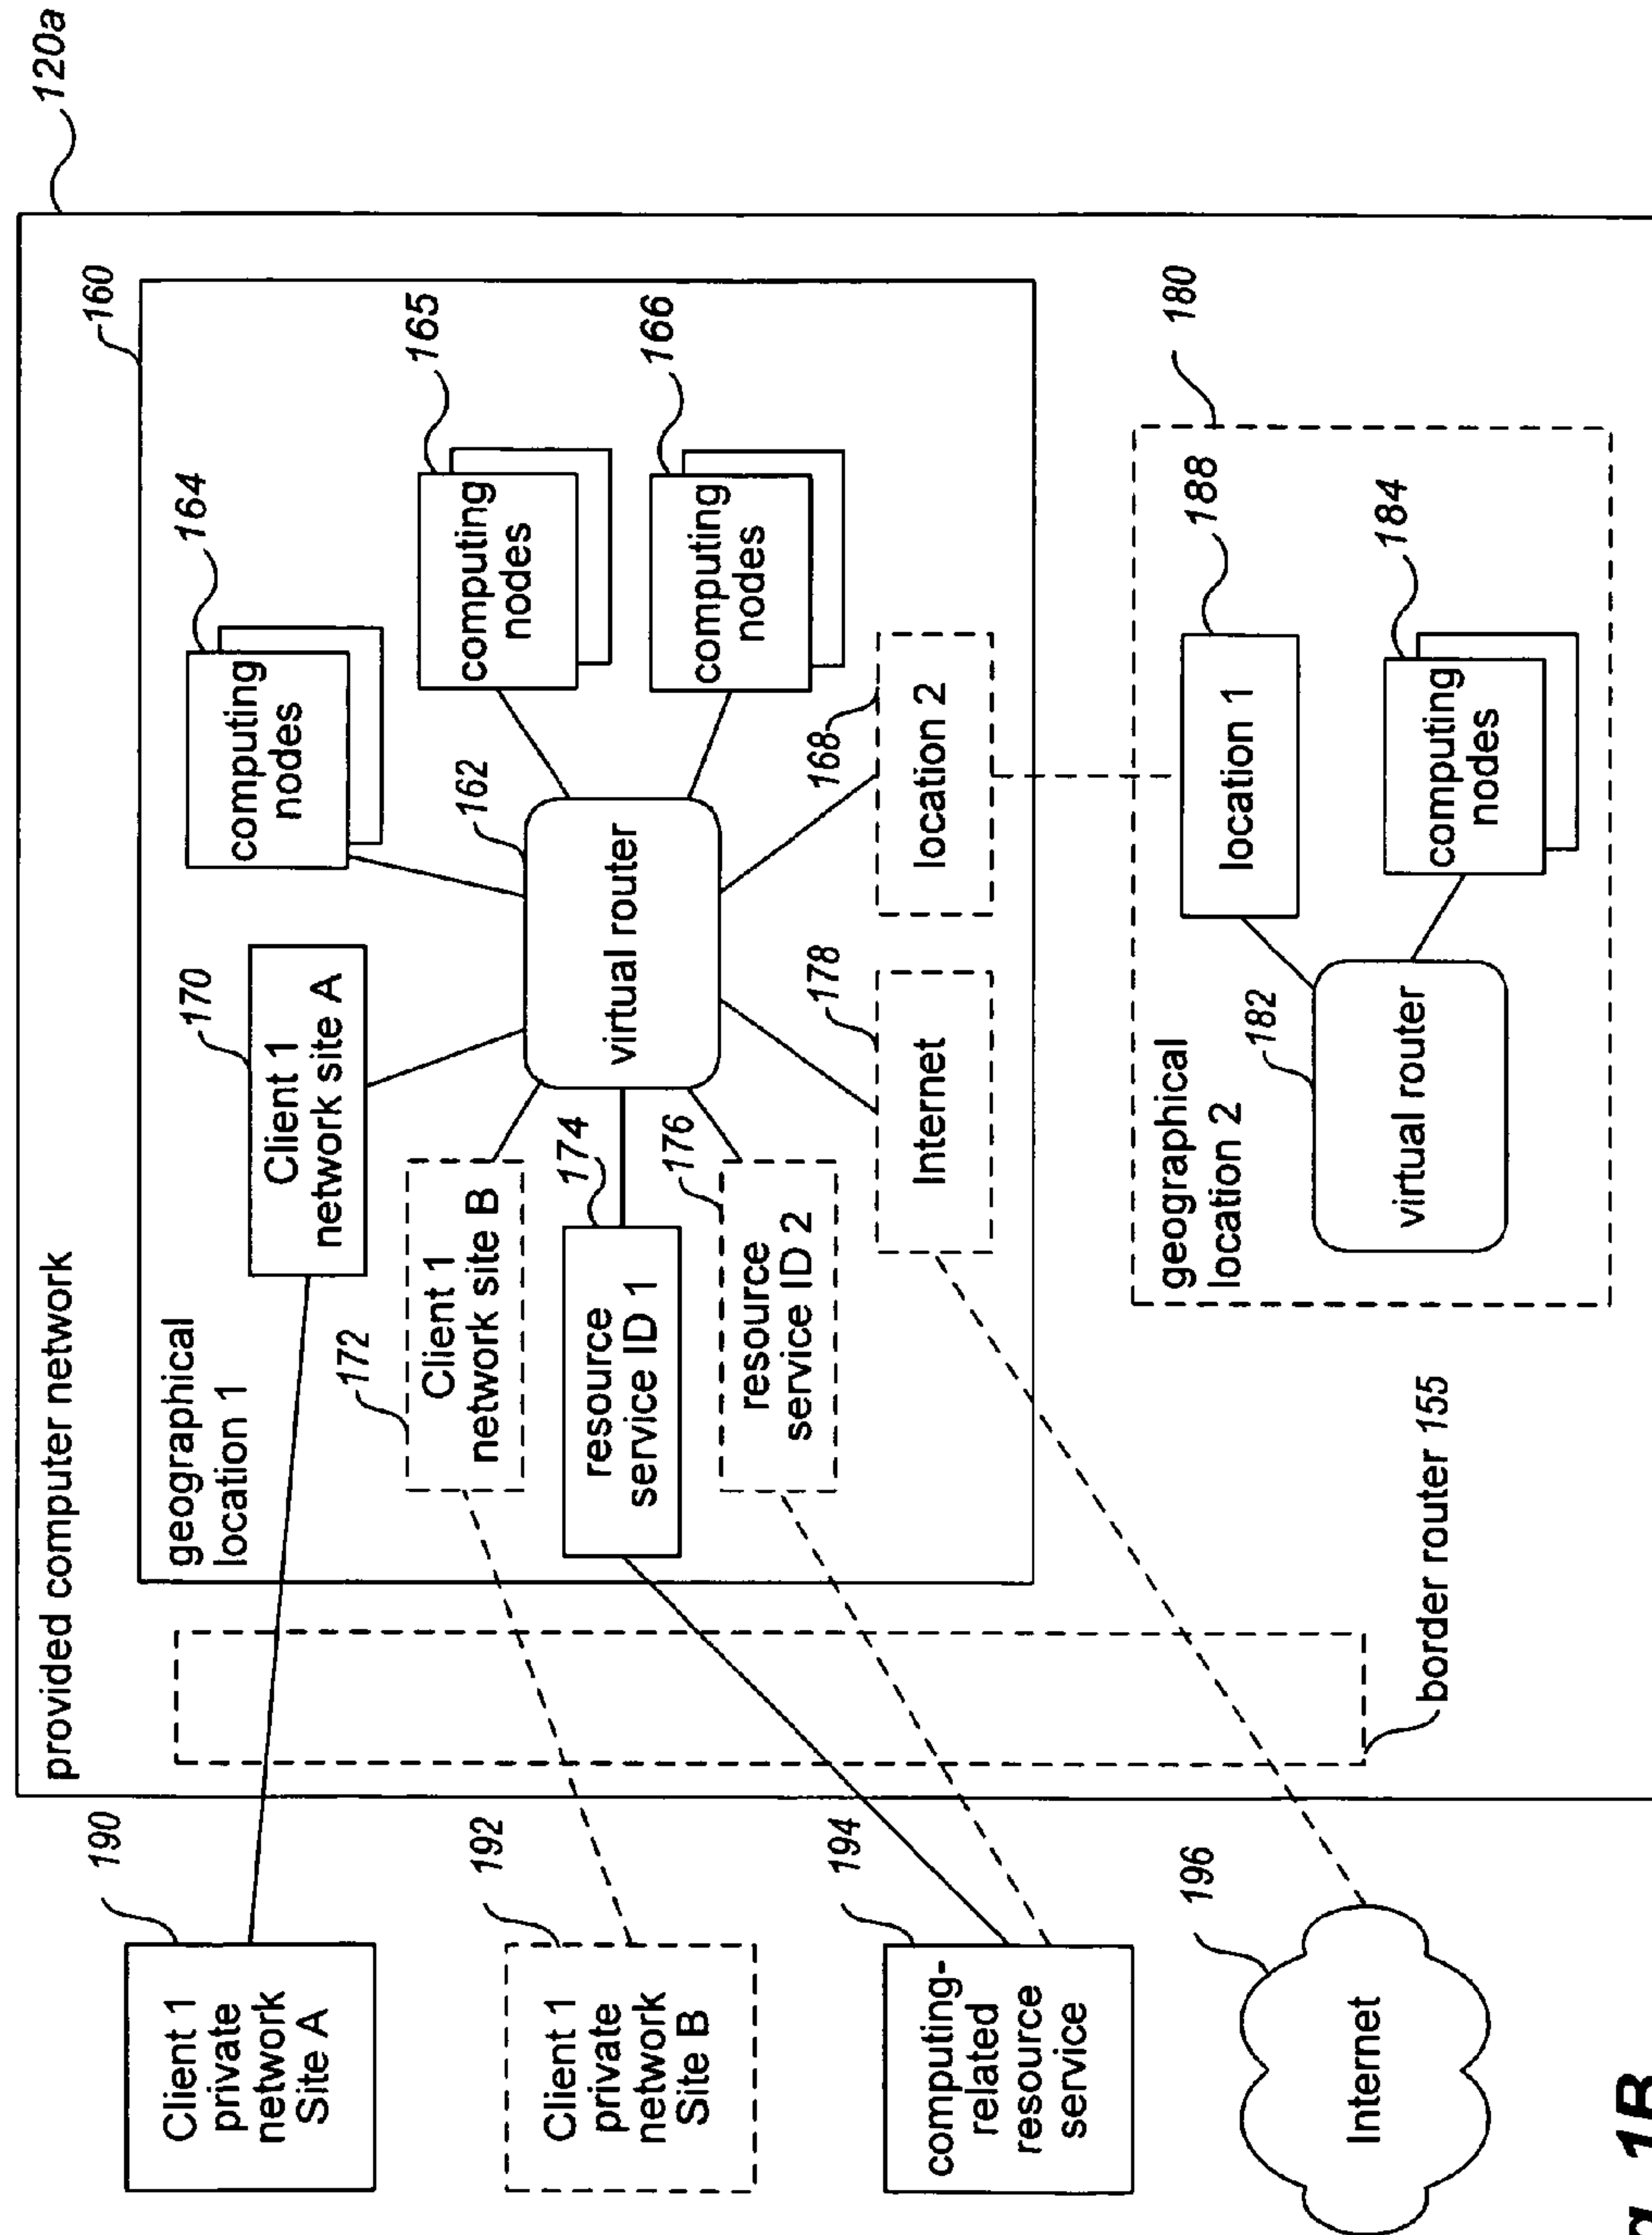 provided computer network
120a
geographical
location 1
160
Client 1
network site A
170
computing
nodes
164
172
Client 1
network site B
162
virtual router
computing
nodes
165
resource
service ID 1
174
computing
nodes
166
resource
service ID 2
176
Internet
178
location 2
168
geographical
location 2
180
182
virtual router
location 1
188
computing
nodes
184
border router 155
Client 1
private
network
Site A
190
Client 1
private
network
Site B
192
computing-
related
resource
service
194
Internet
196
1B